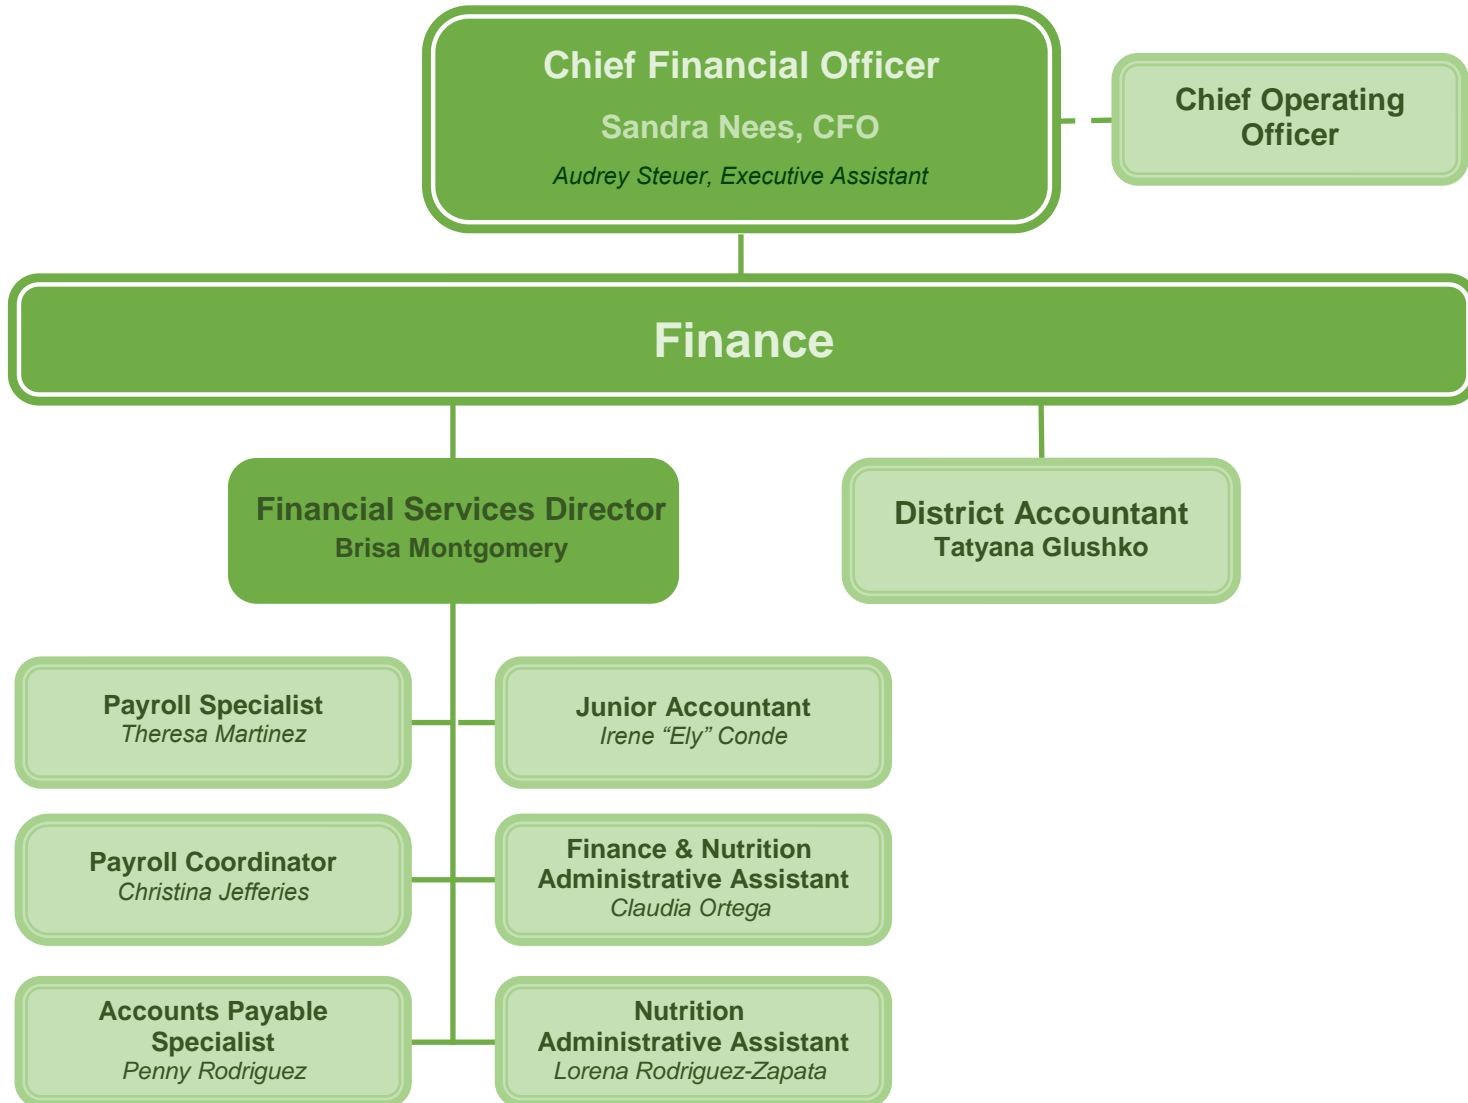 Chief Financial Officer
Sandra Nees, CFO
Audrey Steuer, Executive Assistant
Chief Operating
Officer
Finance
Financial Services Director
Brisa Montgomery
District Accountant
Tatyana Glushko
Payroll Specialist
Theresa Martinez
Junior Accountant
Irene “Ely” Conde
Payroll Coordinator
Christina Jefferies
Finance & Nutrition
Administrative Assistant
Claudia Ortega
Accounts Payable
Specialist
Penny Rodriguez
Nutrition
Administrative Assistant
Lorena Rodriguez-Zapata